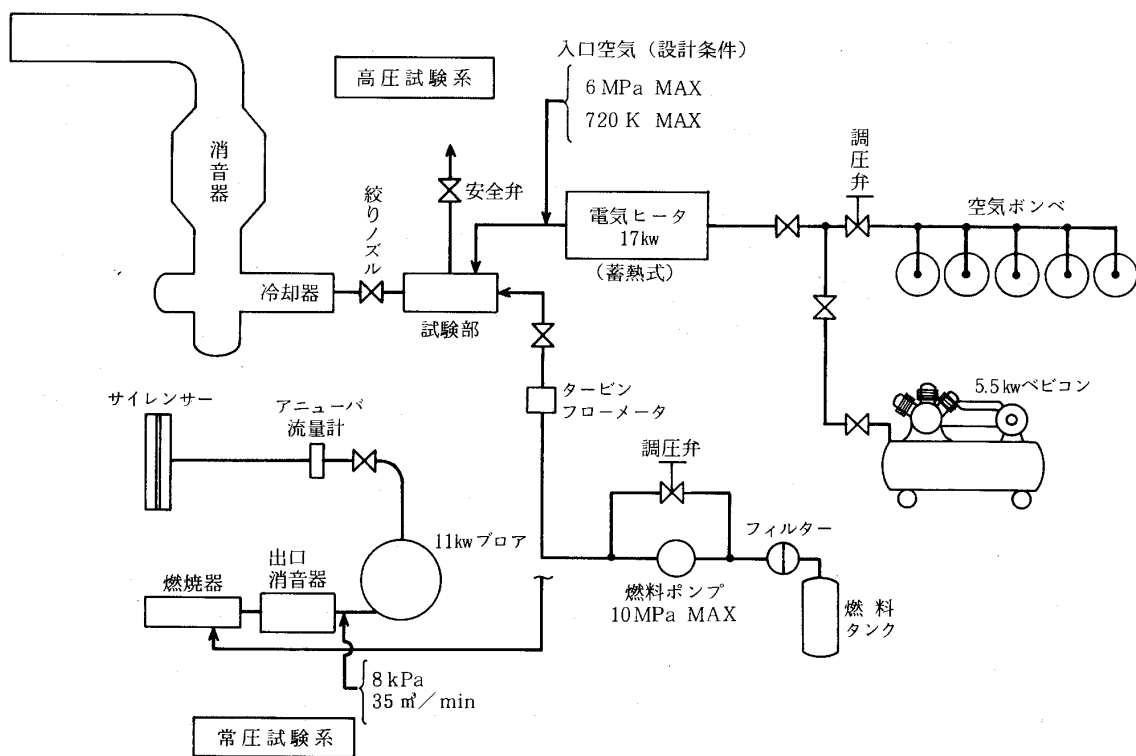 高圧試験系
入口空気（設計条件）
6 MPa MAX
720 K MAX
消音器
絞りノズル
安全弁
電気ヒータ
17kw
（蓄熱式）
調圧弁
空気ボンベ
冷却器
試験部
サイレンサー
アニューバ
流量計
タービン
フローメータ
5.5kwベビコン
調圧弁
フィルター
11kwブロア
燃焼器
出口
消音器
燃料ポンプ
10MPa MAX
燃料
タンク
8 kPa
35 ㎥／min
常圧試験系